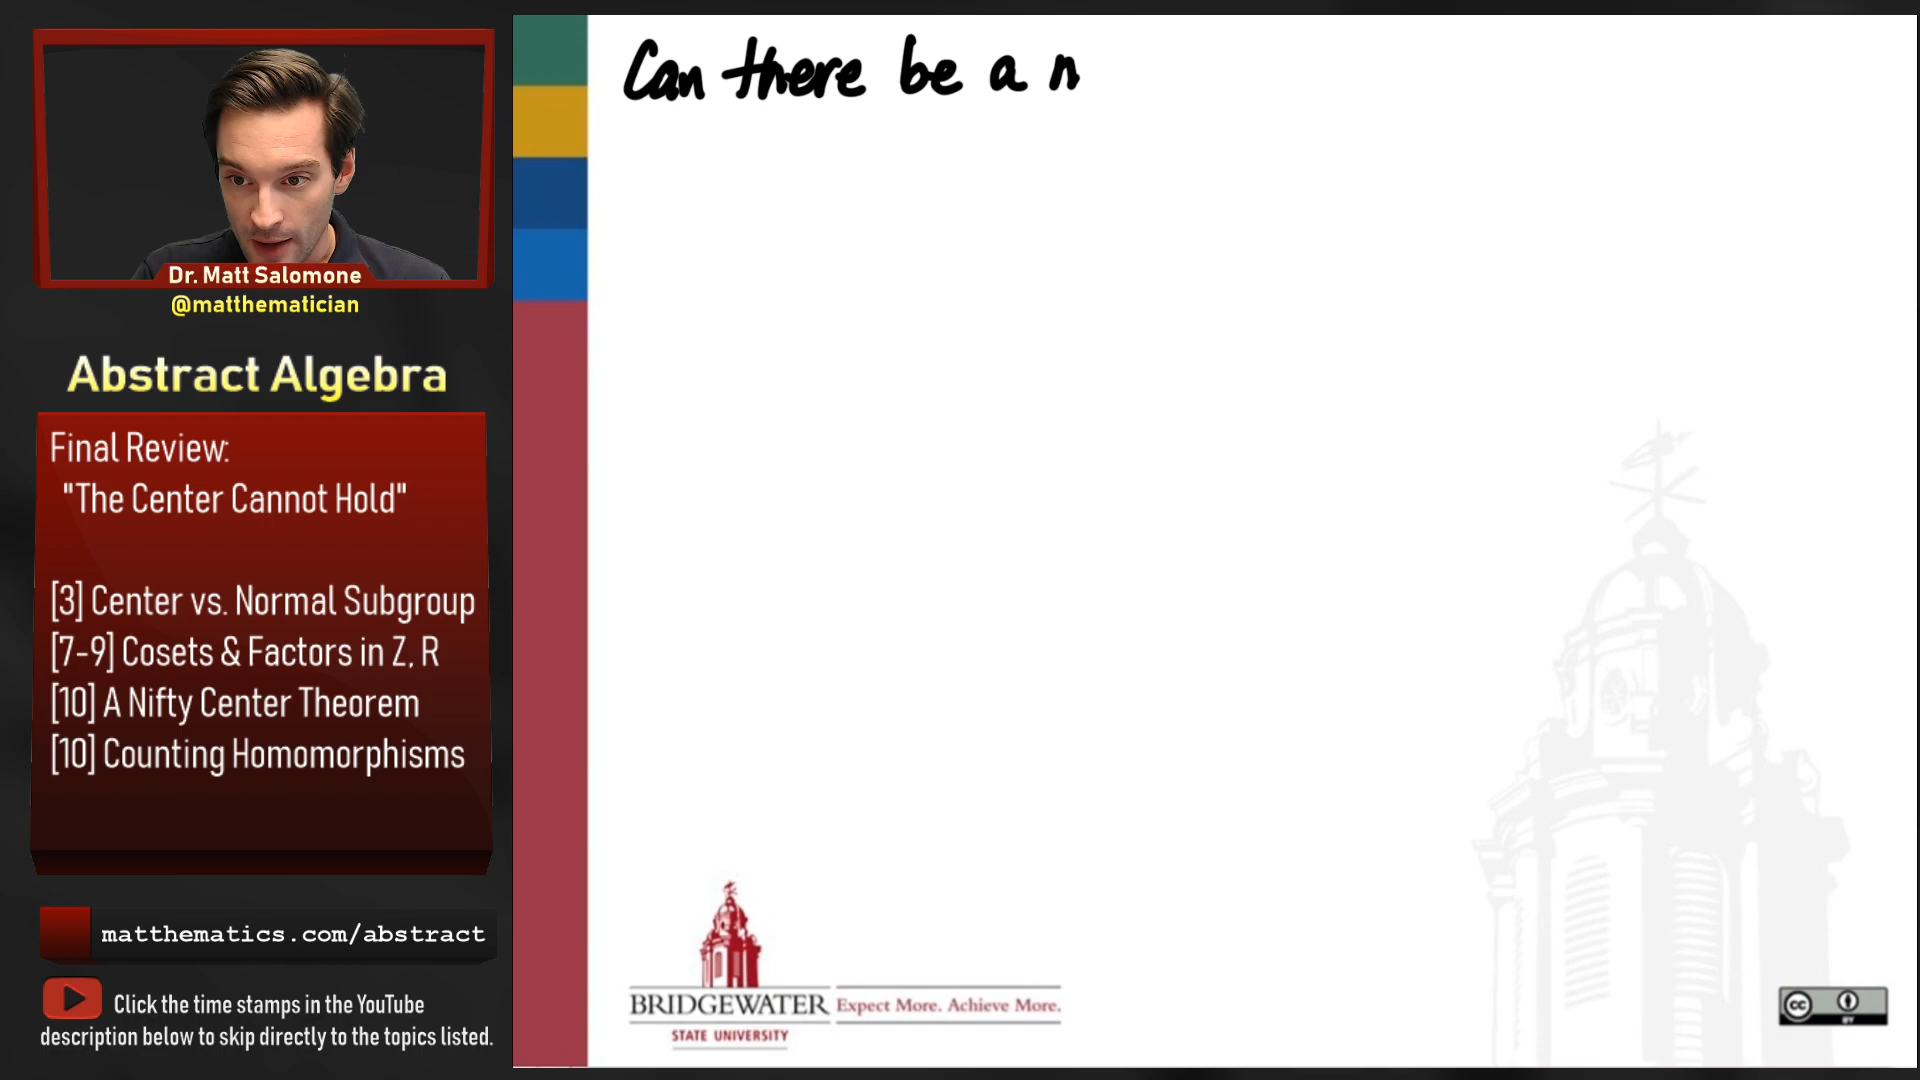 Dr. Matt Salomone
@matthematician
Abstract Algebra
Final Review:
"The Center Cannot Hold"
[3] Center vs. Normal Subgroup
[7-9] Cosets & Factors in Z, R
[10] A Nifty Center Theorem
[10] Counting Homomorphisms
matthematics.com/abstract
Click the time stamps in the YouTube
description below to skip directly to the topics listed.
Can there be a n
BRIDGEWATER
STATE UNIVERSITY
Expect More. Achieve More.
cc
BY